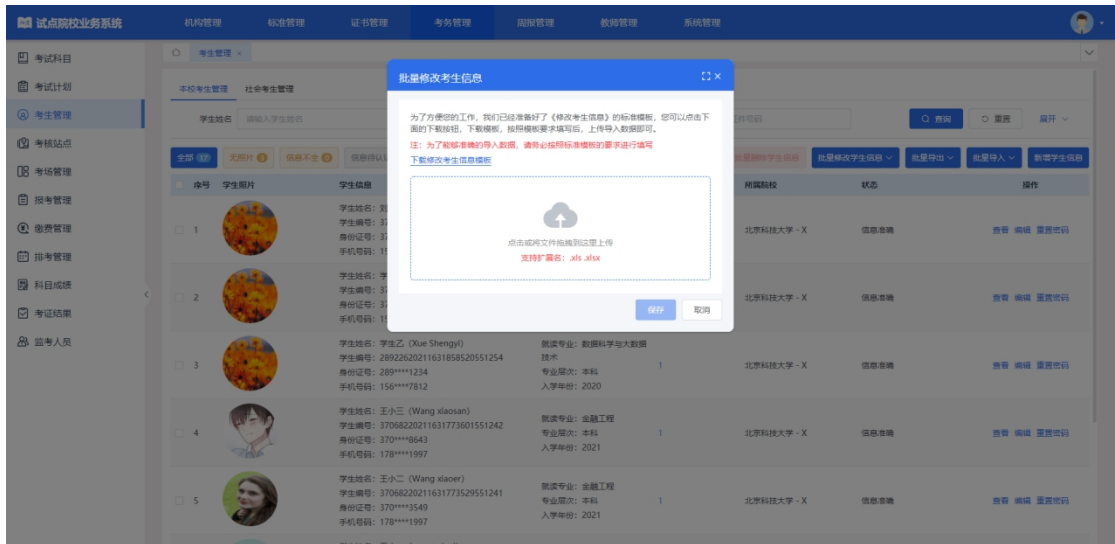 试点院校业务系统
机构管理 标准管理 证书管理 考务管理 周报管理 教师管理 系统管理
考试科目
考试计划
考生管理
考核站点
考场管理
报考管理
缴费管理
排考管理
科目成绩
考证结果
监考人员
考生管理 ×
本校考生管理 社会考生管理
学生姓名 请输入学生姓名
件号码
查询 重置 展开
全部
无照片
信息不全
信息待认
批量删除学生信息 批量修改学生信息 批量导出 批量导入 新增学生信息
序号 学生照片 学生信息 所属院校 状态 操作
批量修改考生信息
为了方便您的工作，我们已经准备好了《修改考生信息》的标准模板，您可以点击下
面的下载按钮，下载模板，按照模板要求填写后，上传导入数据即可。
注：为了能够准确的导入数据，请务必按照标准模板的要求进行填写
下载修改考生信息模板
点击或将文件拖拽到这里上传
支持扩展名：.xls .xlsx
保存 取消
1
学生姓名：刘
学生编号：37
身份证号：37
手机号码：15
北京科技大学 - X 信息准确 查看 编辑 重置密码
2
学生姓名：学
学生编号：37
身份证号：37
手机号码：15
北京科技大学 - X 信息准确 查看 编辑 重置密码
3
学生姓名：学生乙（Xue Shengyi）
学生编号：28922620211631858520551254
身份证号：289****1234
手机号码：156****7812
就读专业：数据科学与大数据
技术
专业层次：本科
入学年份：2020
1 北京科技大学 - X 信息准确 查看 编辑 重置密码
4
学生姓名：王小三（Wang xiaosan）
学生编号：37068220211631773601551242
身份证号：370****8643
手机号码：178****1997
就读专业：金融工程
专业层次：本科
入学年份：2021
1 北京科技大学 - X 信息准确 查看 编辑 重置密码
5
学生姓名：王小二（Wang xiaoer）
学生编号：37068220211631773529551241
身份证号：370****3549
手机号码：178****1997
就读专业：金融工程
专业层次：本科
入学年份：2021
1 北京科技大学 - X 信息准确 查看 编辑 重置密码